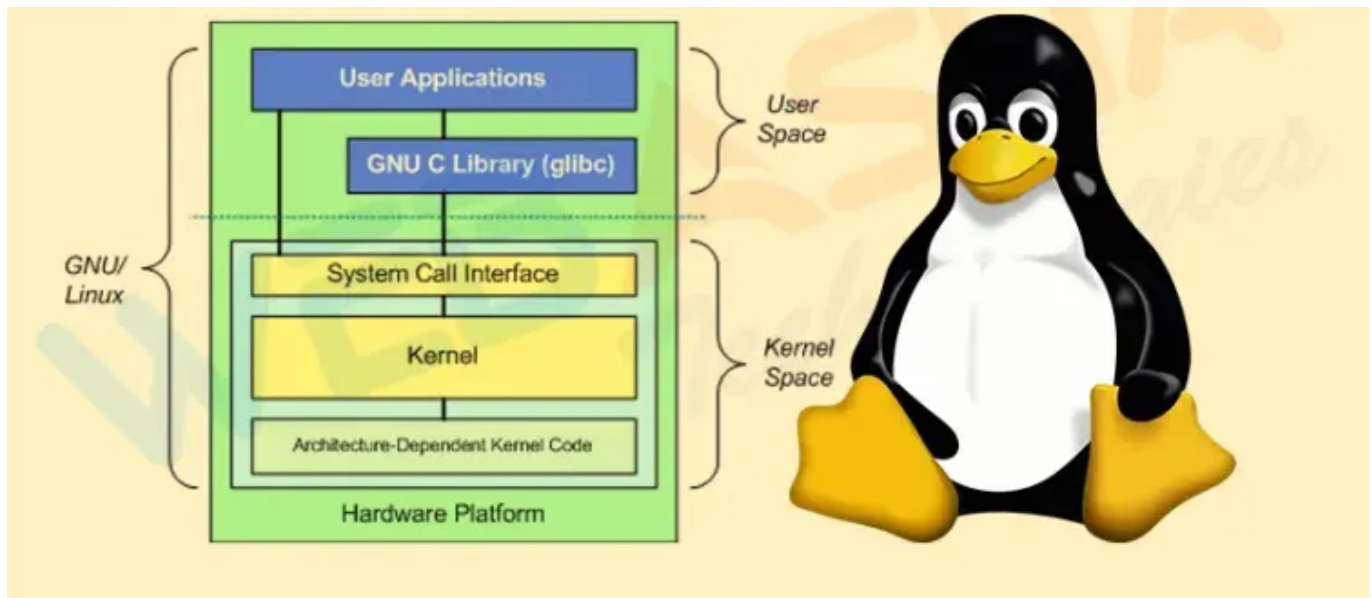 User Applications
GNU C Library (glibc)
User
Space
GNU/
Linux
System Call Interface
Kernel
Architecture-Dependent Kernel Code
Kernel
Space
Hardware Platform